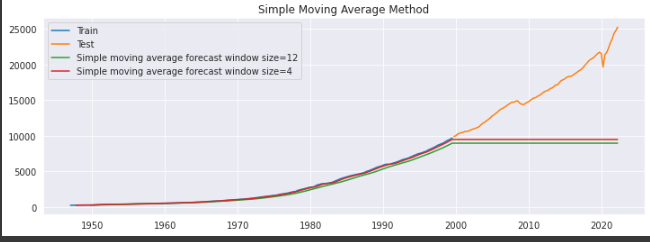 Simple Moving Average Method
25000
20000
15000
10000
5000
0
Train
Test
Simple moving average forecast window size=12
Simple moving average forecast window size=4
1950 1960 1970 1980 1990 2000 2010 2020